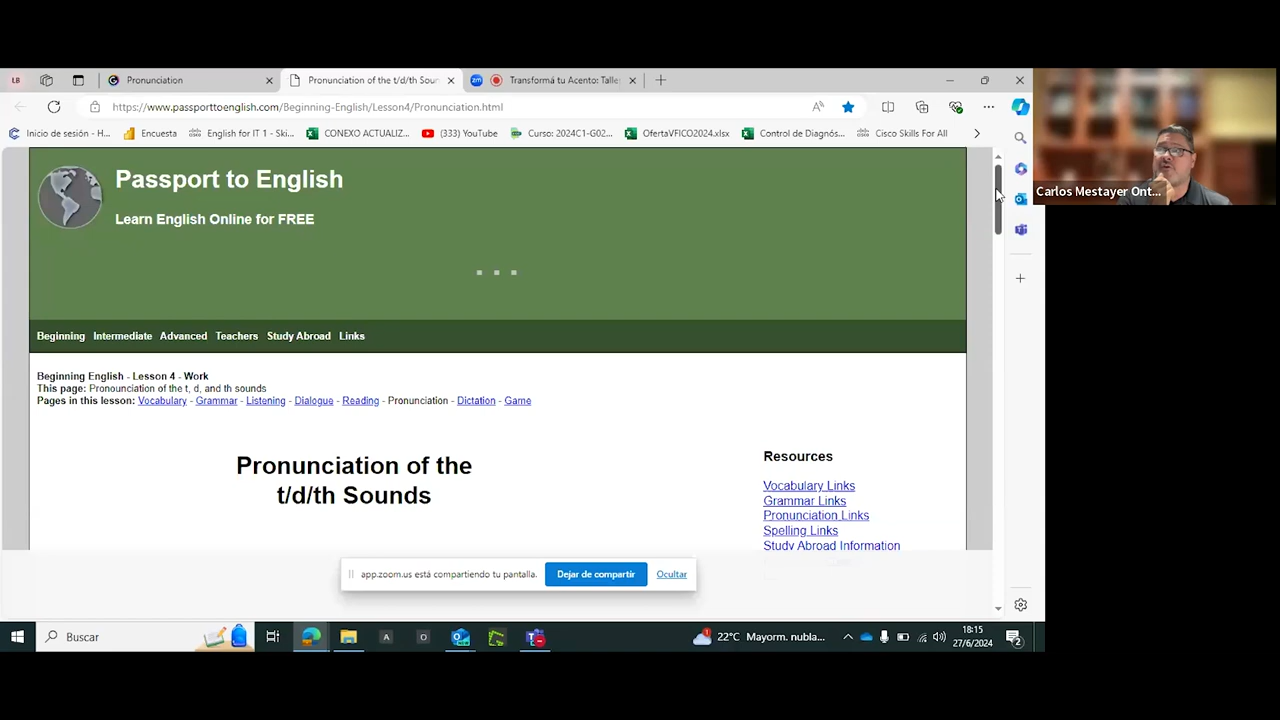 LB
Pronunciation
Pronunciation of the t/d/th Soun
zm
Transformá tu Acento: Talle
https://www.passporttoenglish.com/Beginning-English/Lesson4/Pronunciation.html
Inicio de sesión - H...
Encuesta
English for IT 1 - Ski...
CONEXO ACTUALIZ...
(333) YouTube
Curso: 2024C1-G02...
OfertaVFICO2024.xlsx
Control de Diagnós...
Cisco Skills For All
Carlos Mestayer Ont...
Passport to English
Learn English Online for FREE
Beginning Intermediate Advanced Teachers Study Abroad Links
Beginning English - Lesson 4 - Work
This page: Pronounciation of the t, d, and th sounds
Pages in this lesson: Vocabulary - Grammar - Listening - Dialogue - Reading - Pronunciation - Dictation - Game
Pronunciation of the
t/d/th Sounds
Resources
Vocabulary Links
Grammar Links
Pronunciation Links
Spelling Links
Study Abroad Information
app.zoom.us está compartiendo tu pantalla.
Dejar de compartir
Ocultar
Buscar
A
O
22°C Mayorm. nubla...
18:15
27/6/2024
2